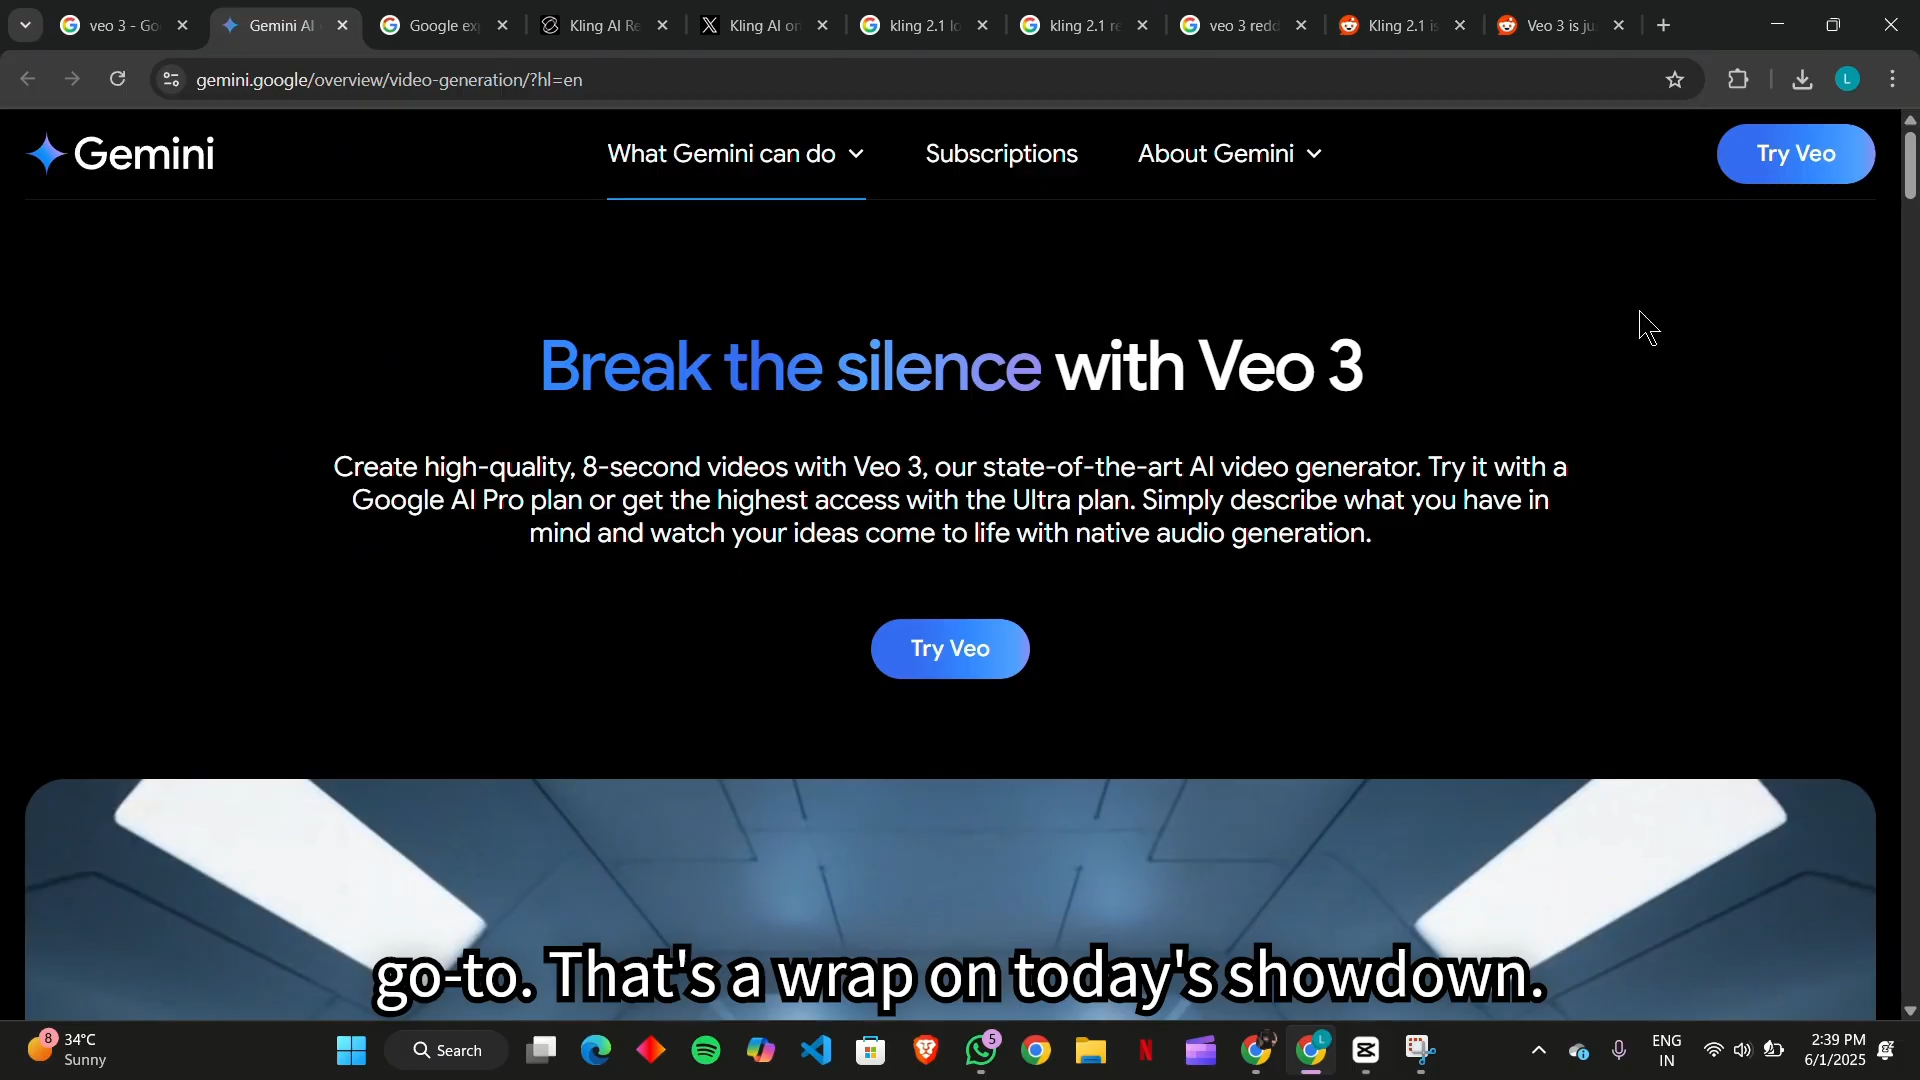 veo 3 - Go
Gemini AI
Google ex
Kling AI Re
Kling AI on
kling 2.1 lo
kling 2.1 re
veo 3 redd
Kling 2.1 is
Veo 3 is ju
gemini.google/overview/video-generation/?hl=en
L
Gemini
What Gemini can do
Subscriptions
About Gemini
Try Veo
Break the silence with Veo 3
Create high-quality, 8-second videos with Veo 3, our state-of-the-art AI video generator. Try it with a
Google AI Pro plan or get the highest access with the Ultra plan. Simply describe what you have in
mind and watch your ideas come to life with native audio generation.
Try Veo
go-to. That's a wrap on today's showdown.
8
34°C
Sunny
Search
5
N
L
ENG
IN
2:39 PM
6/1/2025